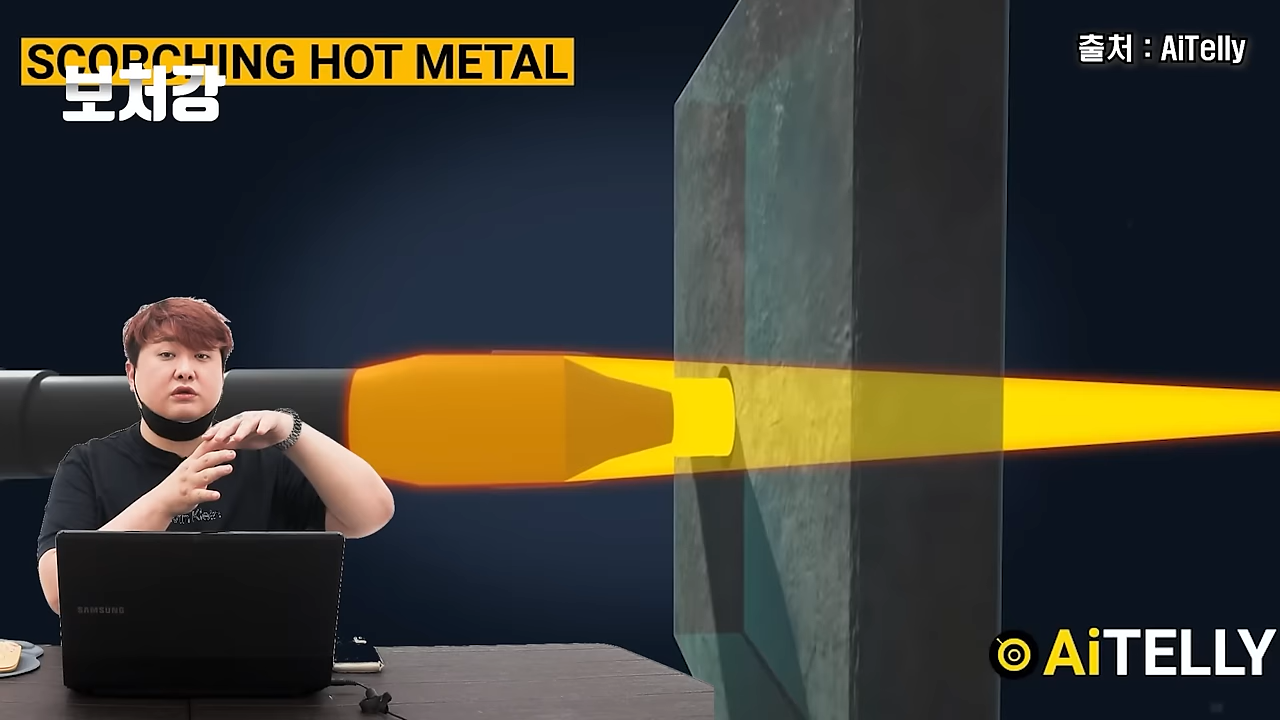 SCORCHING HOT METAL
보처강
출처 : AiTelly
SAMSUNG
AiTELLY